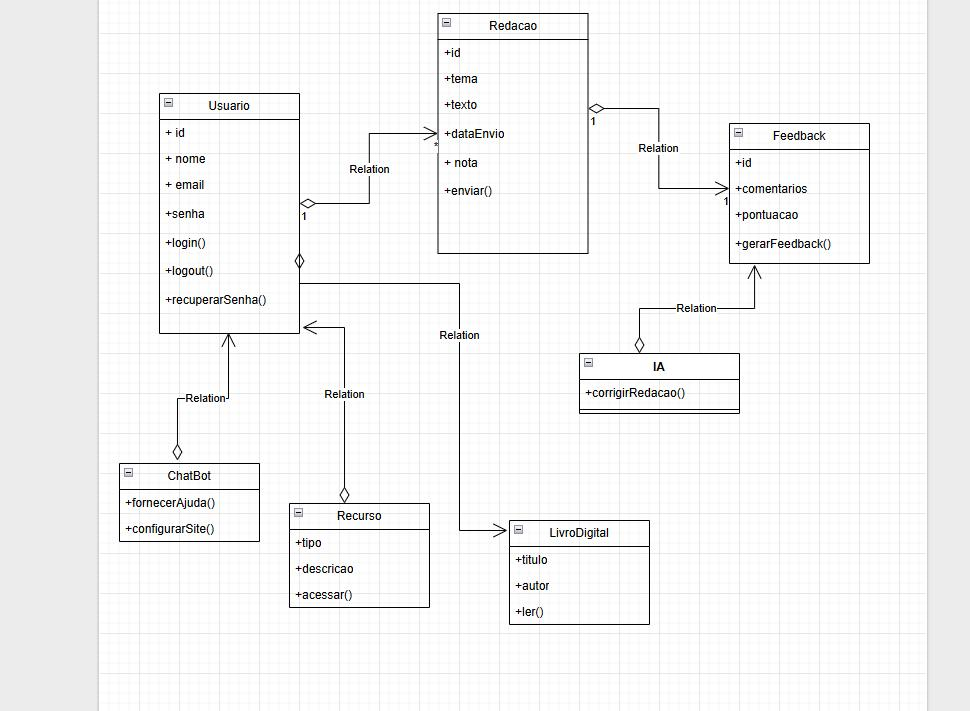 Redacao
+id
+tema
+texto
+dataEnvio
+ nota
+enviar()
Usuario
+ id
+ nome
+ email
+senha
+login()
+logout()
+recuperarSenha()
Relation
1
*
1
Relation
1
Feedback
+id
+comentarios
+pontuacao
+gerarFeedback()
Relation
IA
+corrigirRedacao()
Relation
Relation
Relation
ChatBot
+fornecerAjuda()
+configurarSite()
Recurso
+tipo
+descricao
+acessar()
LivroDigital
+titulo
+autor
+ler()